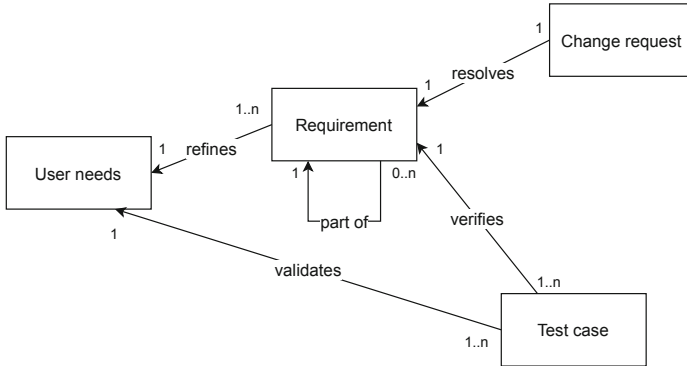 1
Change request
resolves
1
1..n
Requirement
1
refines
1
User needs
1
0..n
part of
verifies
1
validates
1..n
1..n
Test case